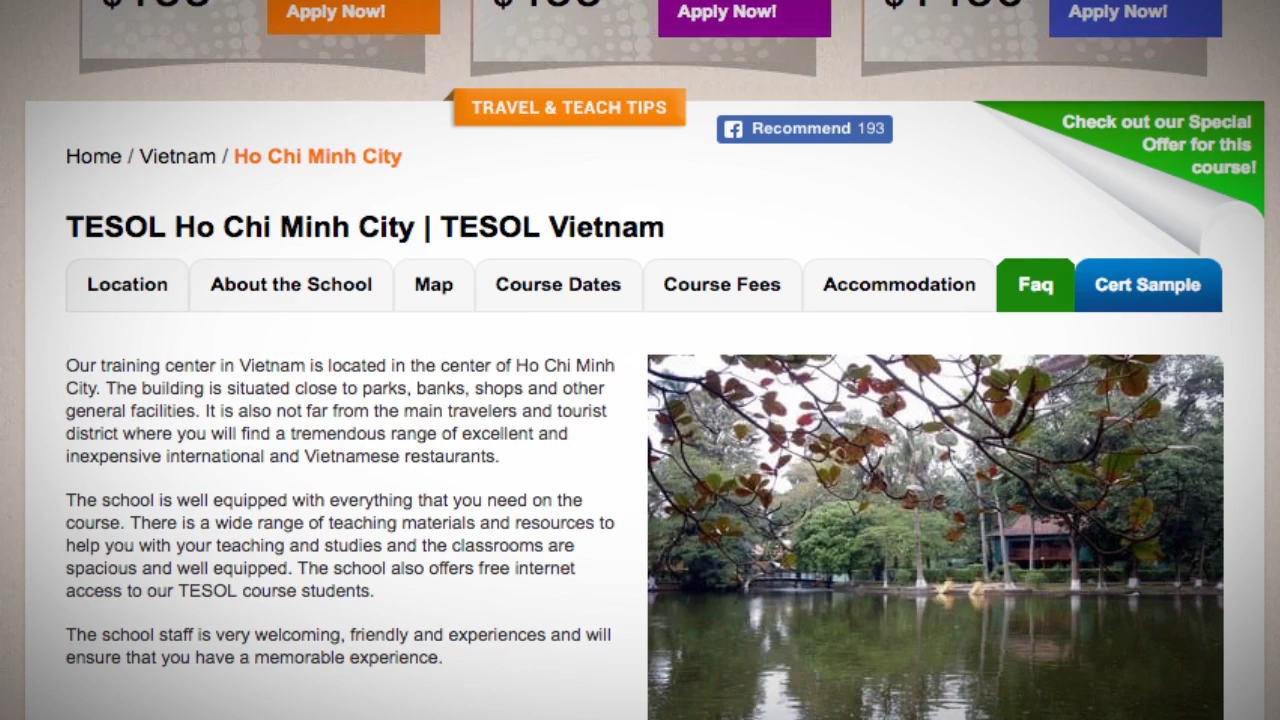 Apply Now!
Apply Now!
Apply Now!
TRAVEL & TEACH TIPS
Recommend 193
Check out our Special
Offer for this
course!
Home / Vietnam / Ho Chi Minh City
TESOL Ho Chi Minh City | TESOL Vietnam
Location
About the School
Map
Course Dates
Course Fees
Accommodation
Faq
Cert Sample
Our training center in Vietnam is located in the center of Ho Chi Minh
City. The building is situated close to parks, banks, shops and other
general facilities. It is also not far from the main travelers and tourist
district where you will find a tremendous range of excellent and
inexpensive international and Vietnamese restaurants.
The school is well equipped with everything that you need on the
course. There is a wide range of teaching materials and resources to
help you with your teaching and studies and the classrooms are
spacious and well equipped. The school also offers free internet
access to our TESOL course students.
The school staff is very welcoming, friendly and experiences and will
ensure that you have a memorable experience.